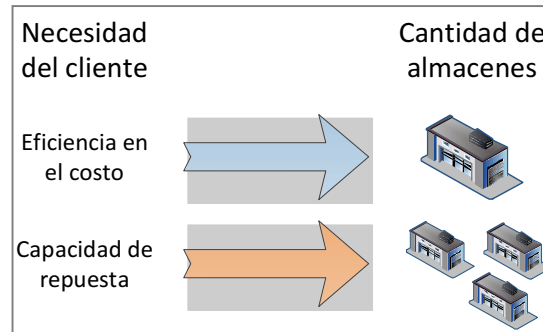 Necesidad
del cliente
Cantidad de
almacenes
Eficiencia en
el costo
Capacidad de
repuesta